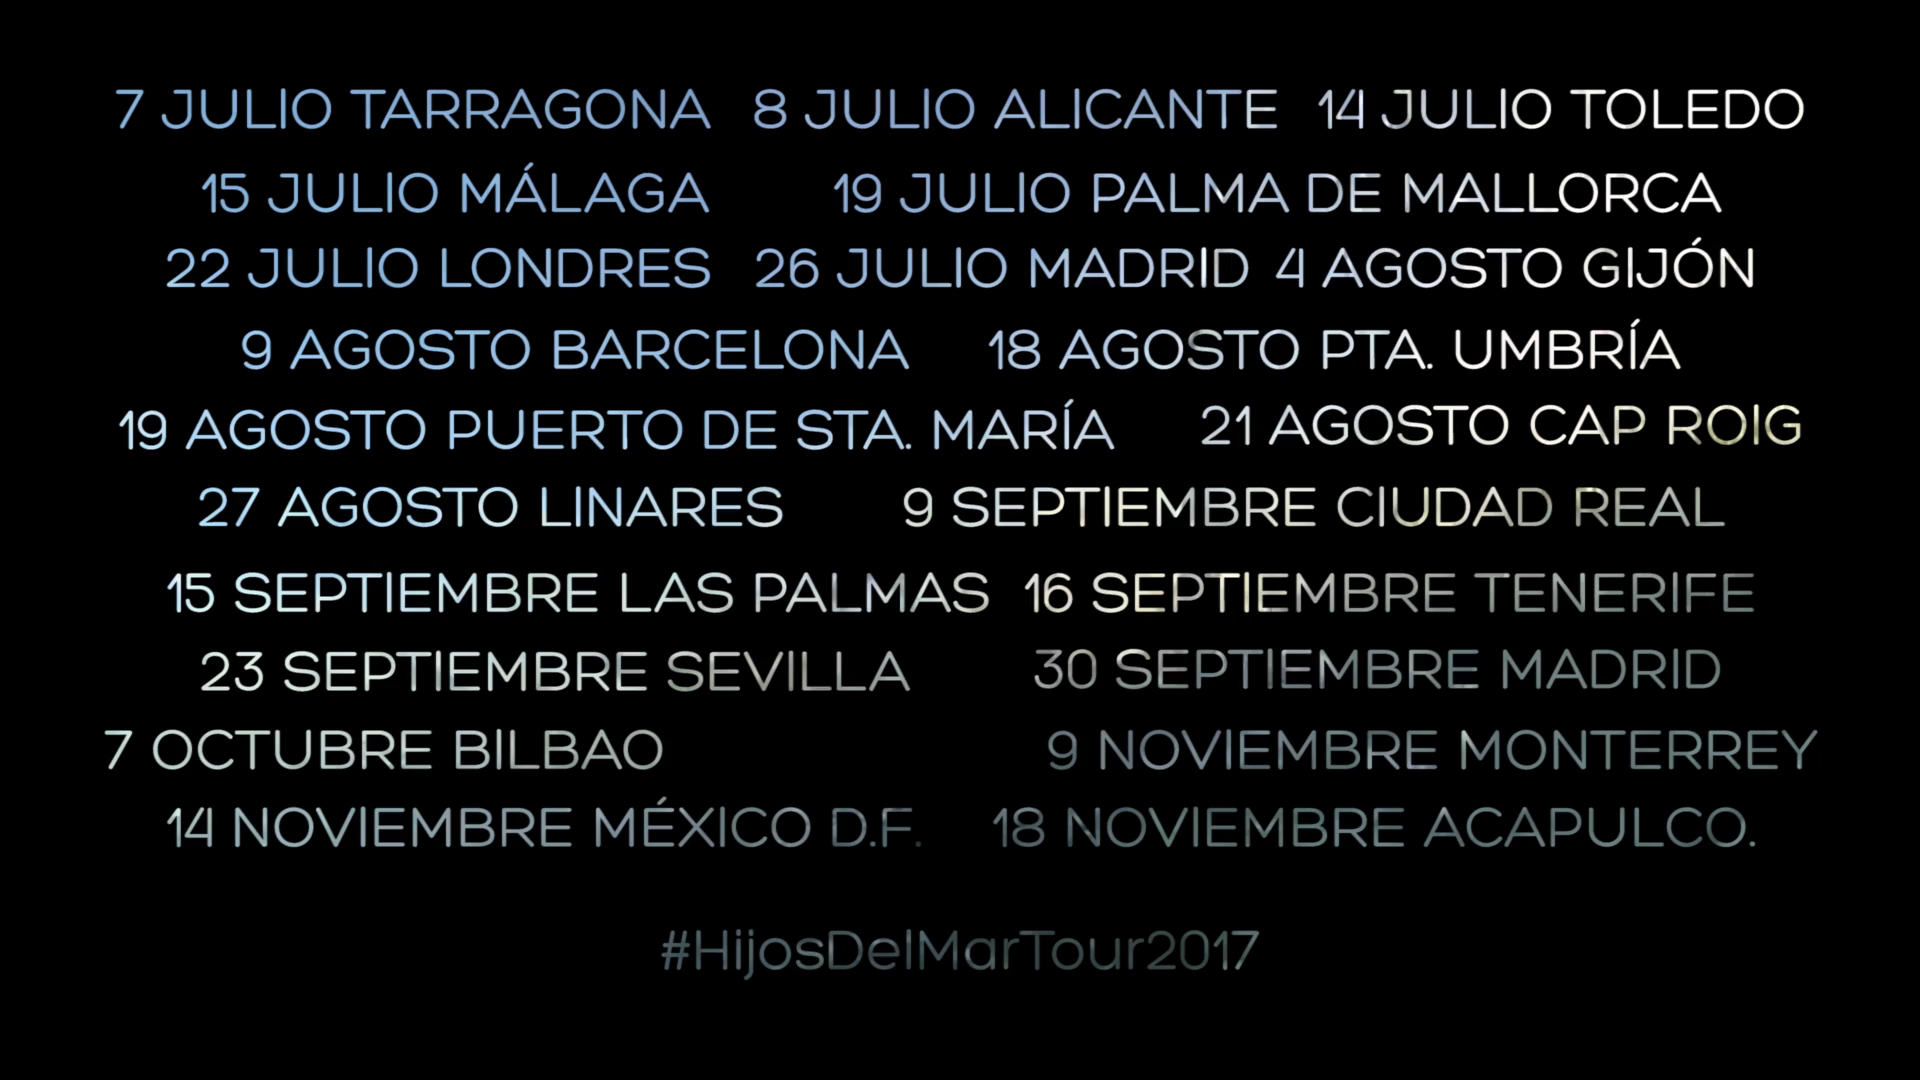 7 JULIO TARRAGONA 8 JULIO ALICANTE 14 JULIO TOLEDO
15 JULIO MÁLAGA 19 JULIO PALMA DE MALLORCA
22 JULIO LONDRES 26 JULIO MADRID 4 AGOSTO GIJÓN
9 AGOSTO BARCELONA 18 AGOSTO PTA. UMBRÍA
19 AGOSTO PUERTO DE STA. MARÍA 21 AGOSTO CAP ROIG
27 AGOSTO LINARES 9 SEPTIEMBRE CIUDAD REAL
15 SEPTIEMBRE LAS PALMAS 16 SEPTIEMBRE TENERIFE
23 SEPTIEMBRE SEVILLA 30 SEPTIEMBRE MADRID
7 OCTUBRE BILBAO 9 NOVIEMBRE MONTERREY
14 NOVIEMBRE MÉXICO D.F. 18 NOVIEMBRE ACAPULCO.
#HijosDelMarTour2017